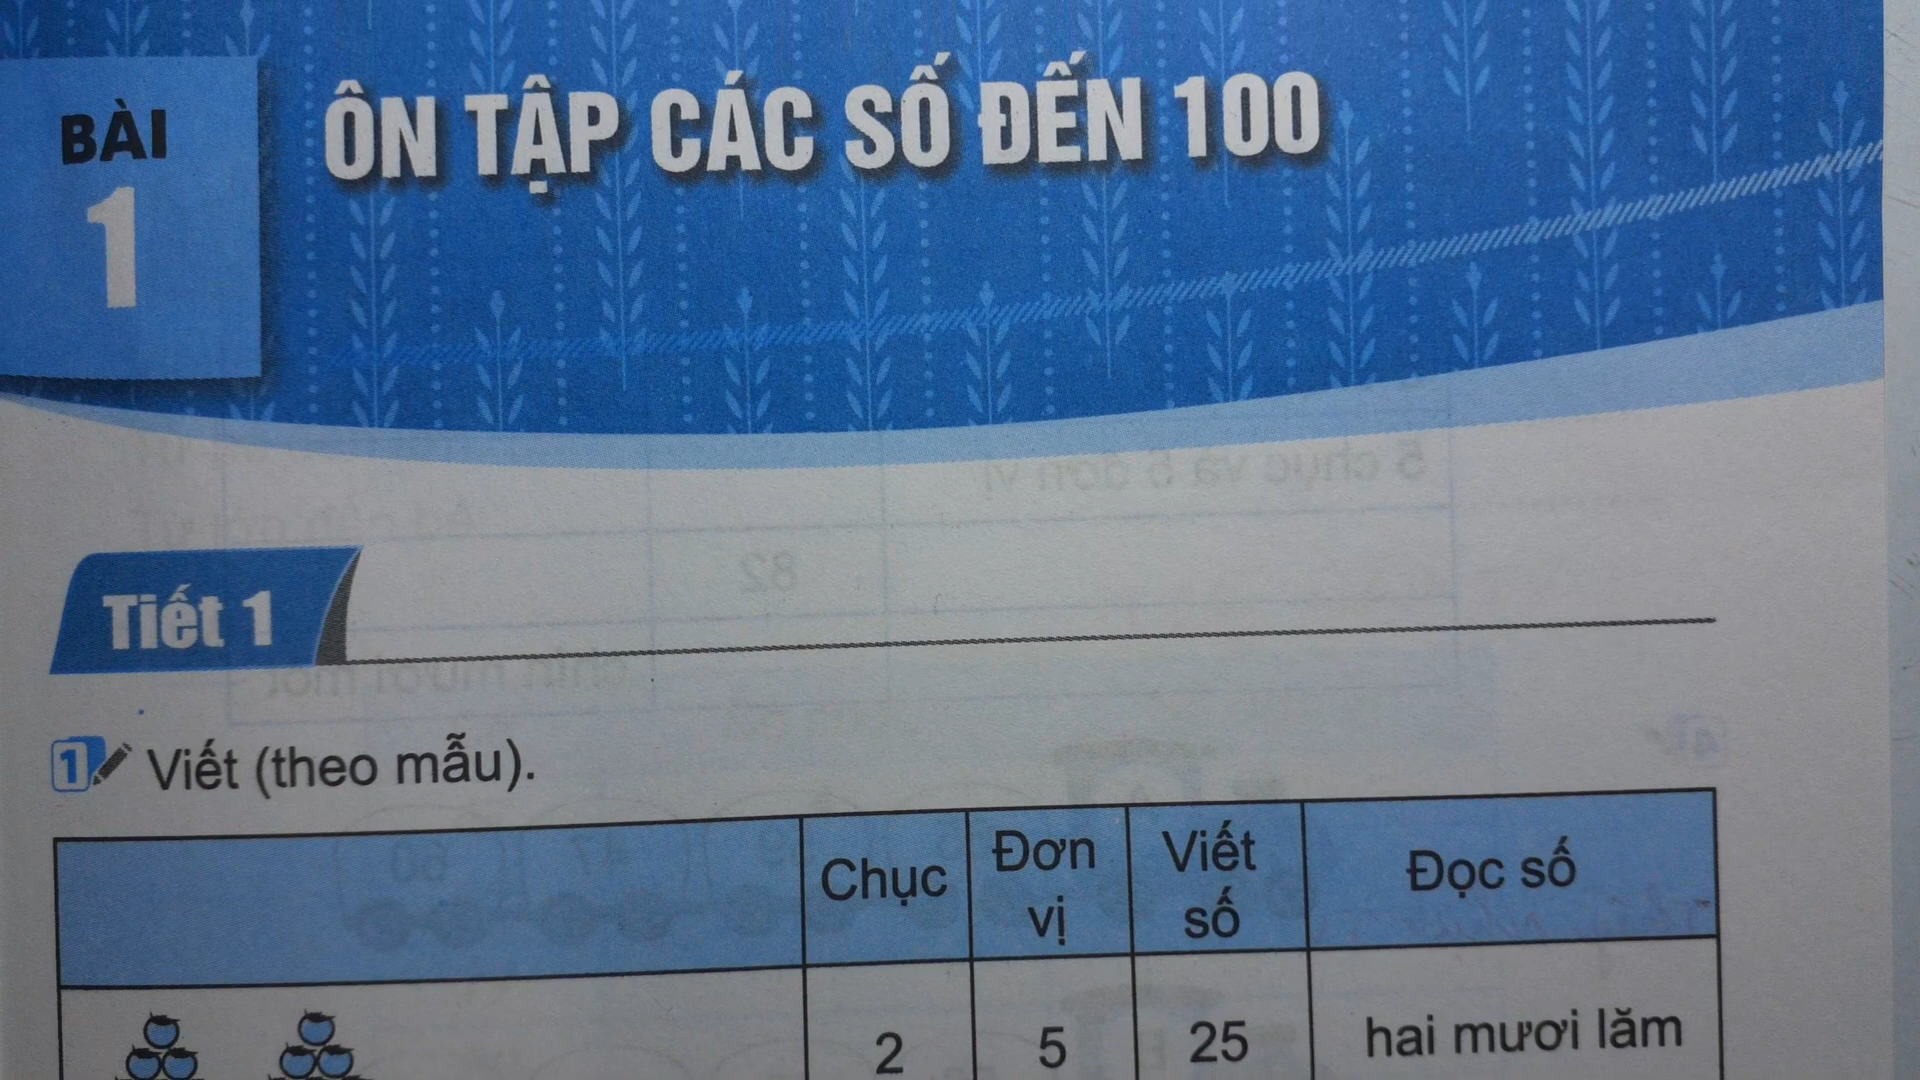 BÀI
1
ÔN TẬP CÁC SỐ ĐẾN 100
Tiết 1
1 Viết (theo mẫu).
Chục
Đơn vị
Viết số
Đọc số
2
5
25
hai mươi lăm